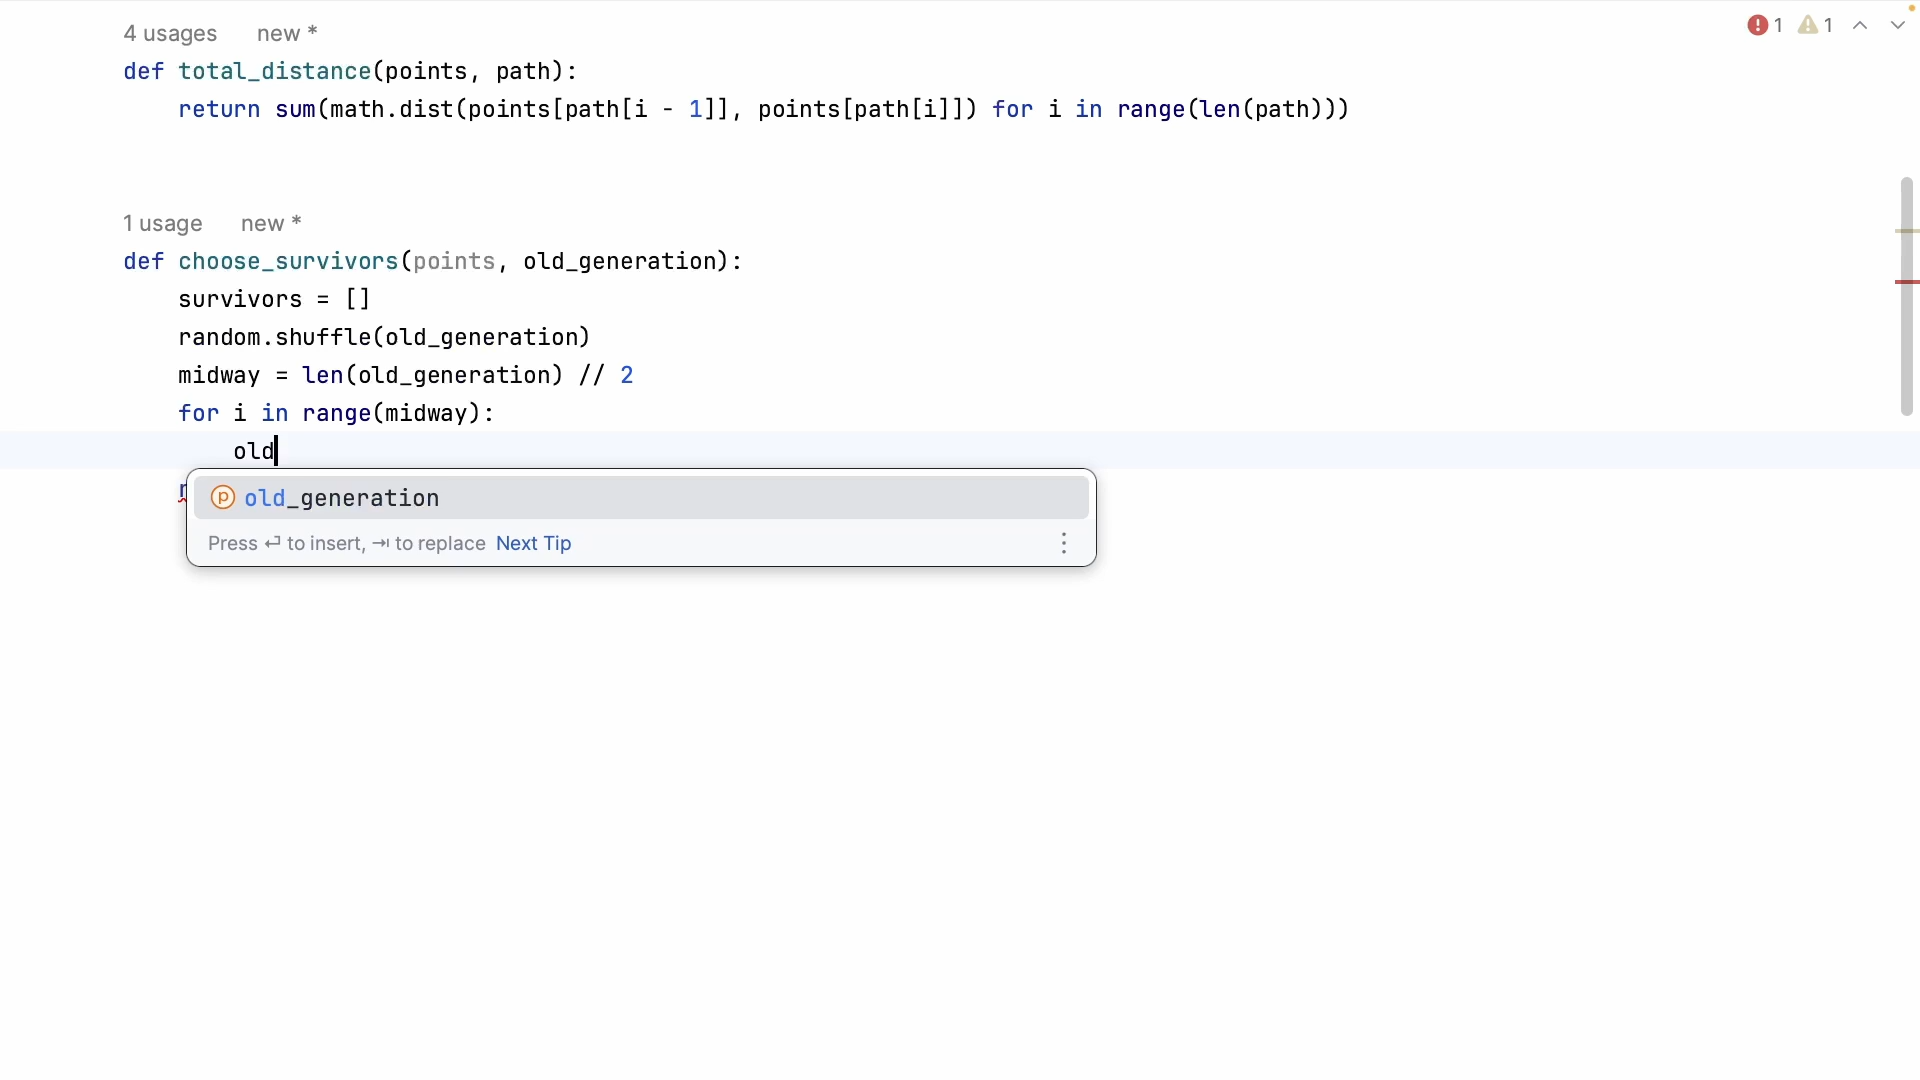 4 usages new *
1 1
def total_distance(points, path):
return sum(math.dist(points[path[i - 1]], points[path[i]]) for i in range(len(path)))
1 usage new *
def choose_survivors(points, old_generation):
survivors = []
random.shuffle(old_generation)
midway = len(old_generation) // 2
for i in range(midway):
old
old_generation
Press ↩ to insert, ⇥ to replace Next Tip